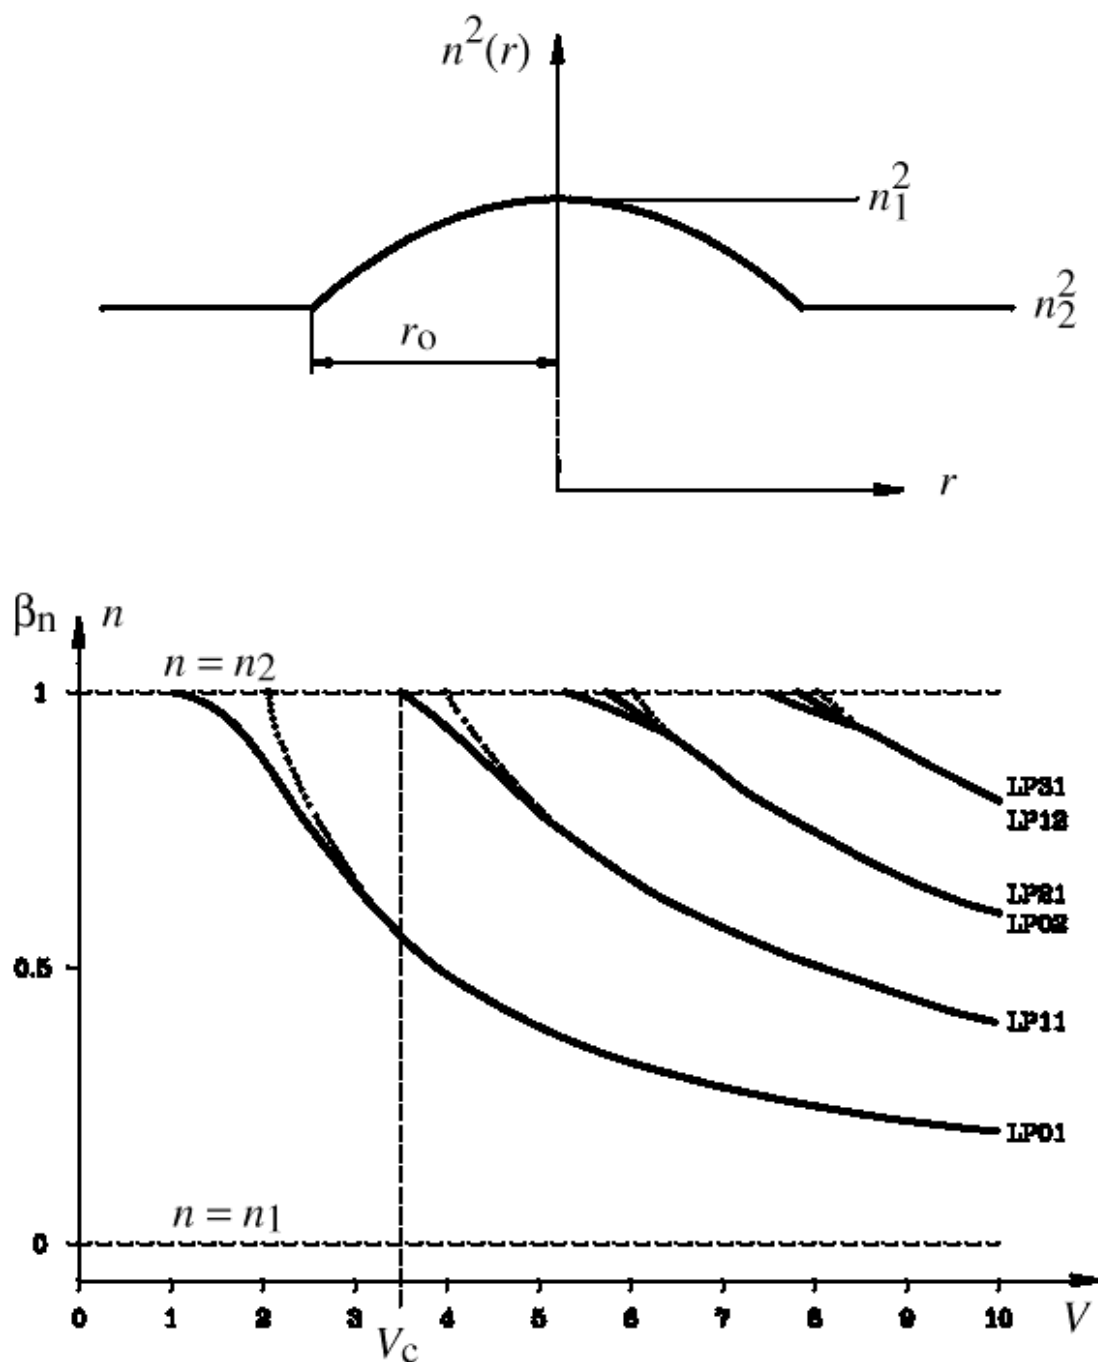 n²(r)
n₁²
n₂²
r₀
r
βₙ n
n = n₂
1
LP31
LP12
LP21
LP02
0.5
LP11
LP01
n = n₁
0
0 1 2 3 4 5 6 7 8 9 10 V
V_c